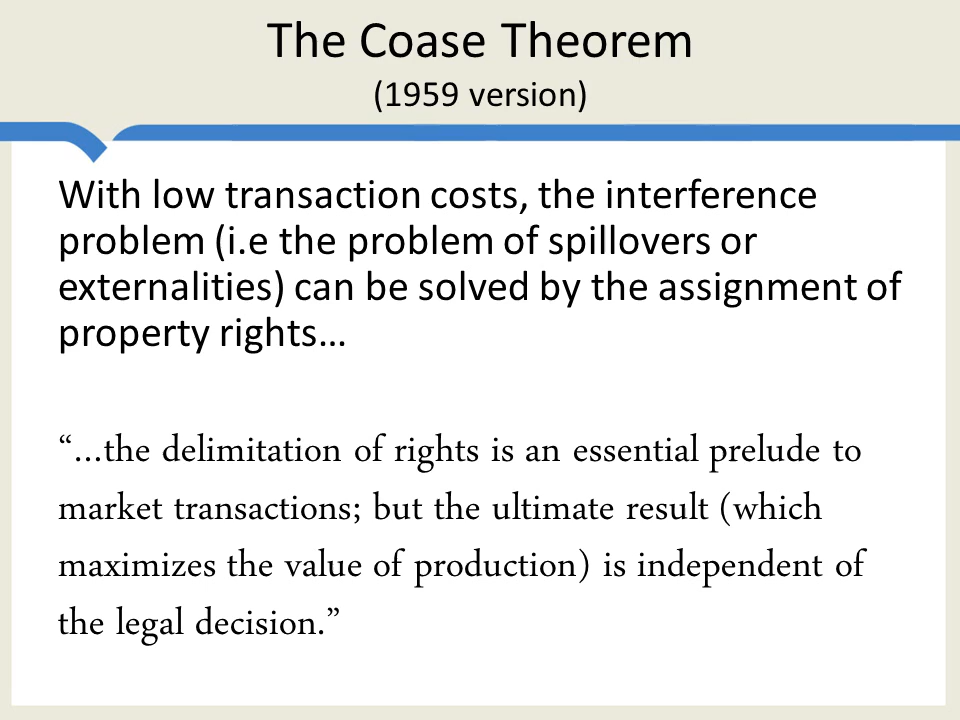 The Coase Theorem
(1959 version)
With low transaction costs, the interference
problem (i.e the problem of spillovers or
externalities) can be solved by the assignment of
property rights…
“…the delimitation of rights is an essential prelude to
market transactions; but the ultimate result (which
maximizes the value of production) is independent of
the legal decision.”